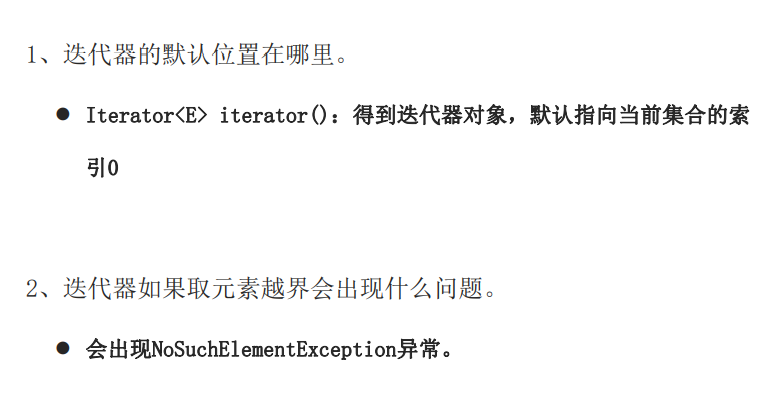 1、迭代器的默认位置在哪里。
● Iterator<E> iterator()：得到迭代器对象，默认指向当前集合的索
引0
2、迭代器如果取元素越界会出现什么问题。
● 会出现NoSuchElementException异常。